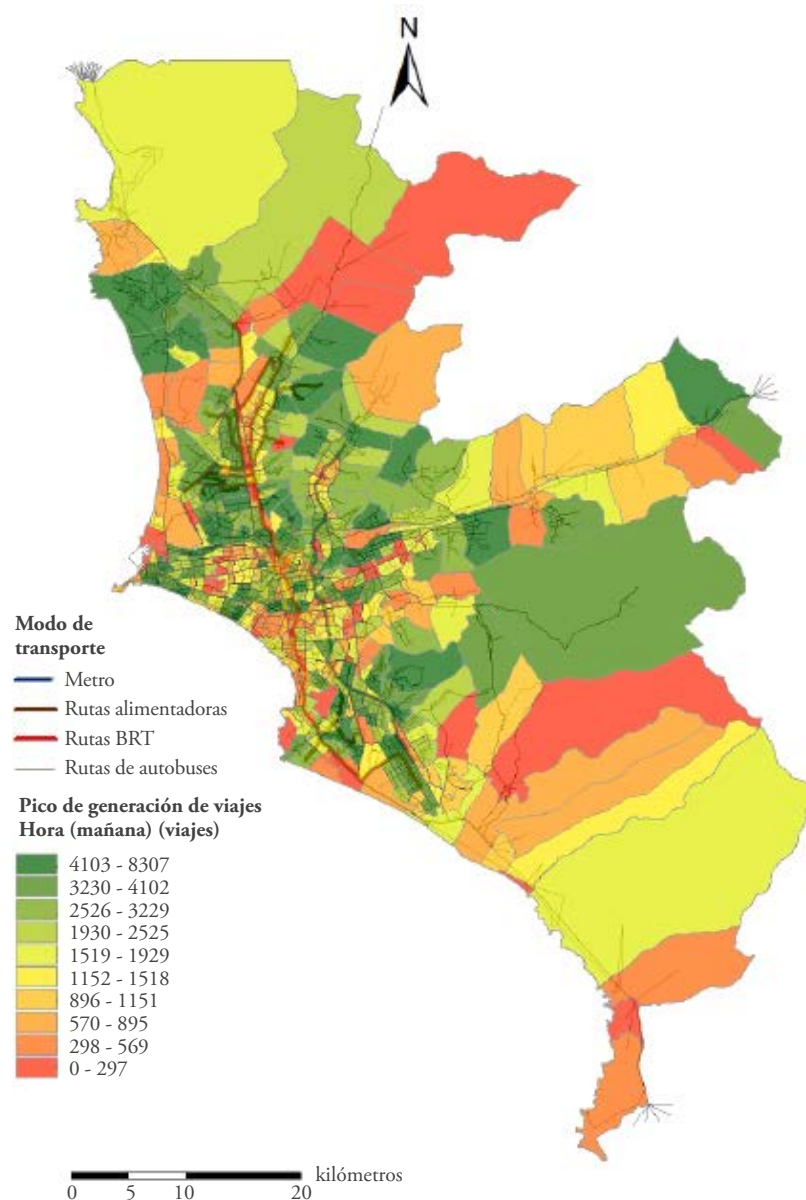 N
Modo de
transporte
Metro
Rutas alimentadoras
Rutas BRT
Rutas de autobuses
Pico de generación de viajes
Hora (mañana) (viajes)
4103 - 8307
3230 - 4102
2526 - 3229
1930 - 2525
1519 - 1929
1152 - 1518
896 - 1151
570 - 895
298 - 569
0 - 297
kilómetros
0 5 10 20